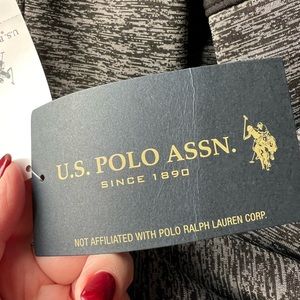 U.S. POLO ASSN.
SINCE 1890
NOT AFFILIATED WITH POLO RALPH LAUREN CORP.
U.S. P